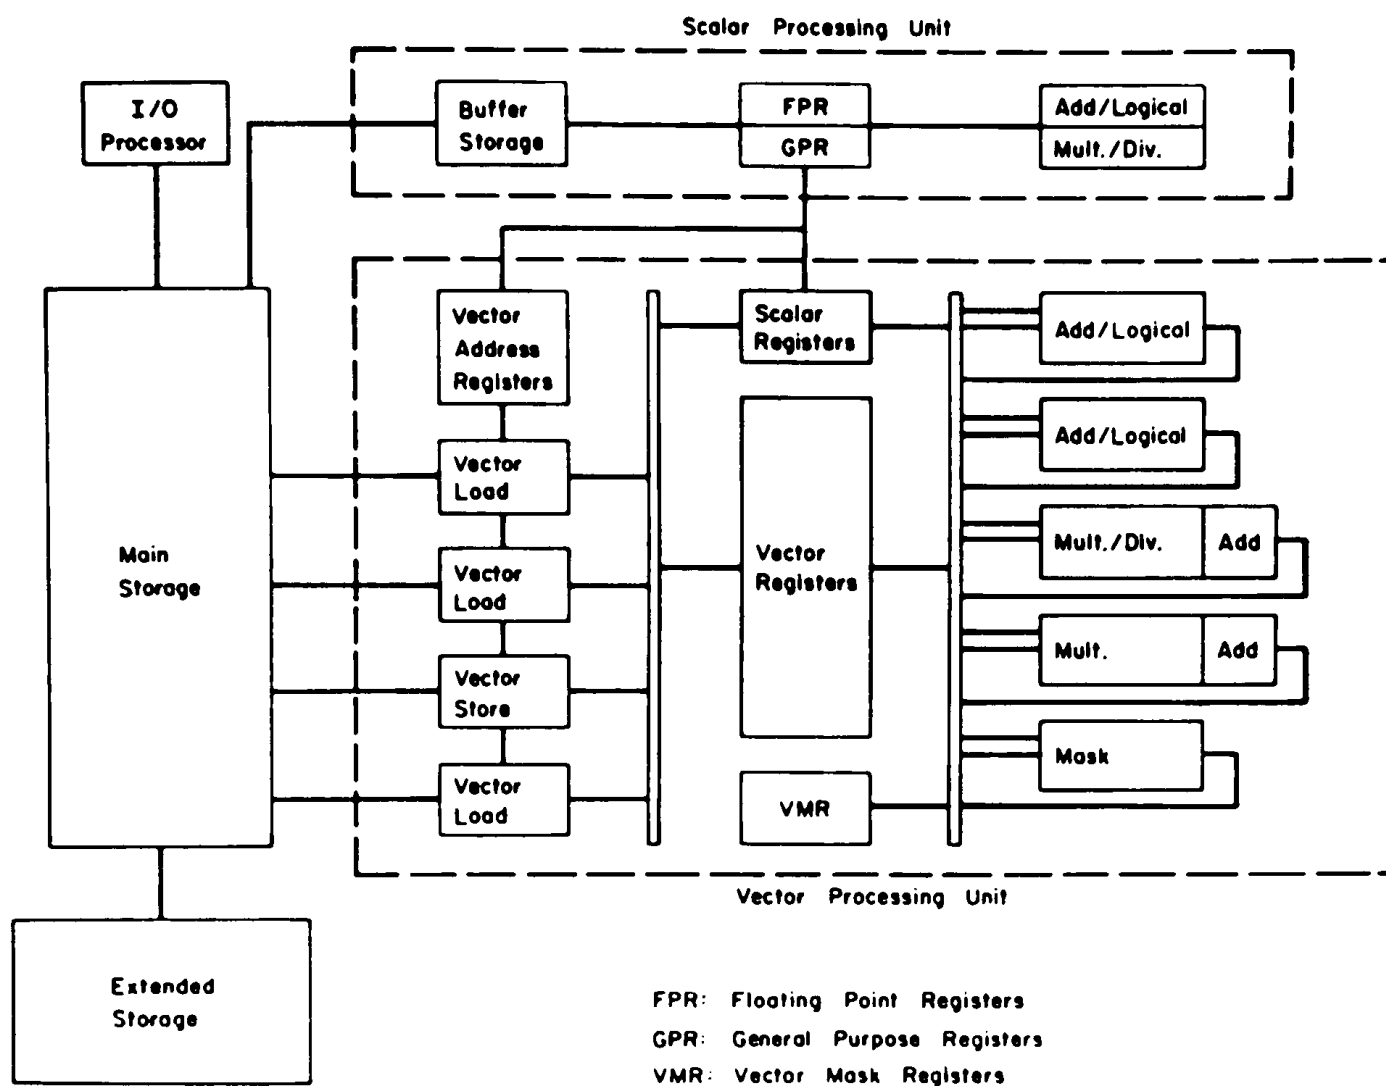 Scalar Processing Unit
I/O
Processor
Buffer
Storage
FPR
GPR
Add/Logical
Mult./Div.
Vector
Address
Registers
Scalar
Registers
Add/Logical
Add/Logical
Vector
Load
Main
Storage
Vector
Load
Vector
Registers
Mult./Div.
Add
Vector
Store
Mult.
Add
Vector
Load
VMR
Mask
Vector Processing Unit
Extended
Storage
FPR: Floating Point Registers
GPR: General Purpose Registers
VMR: Vector Mask Registers